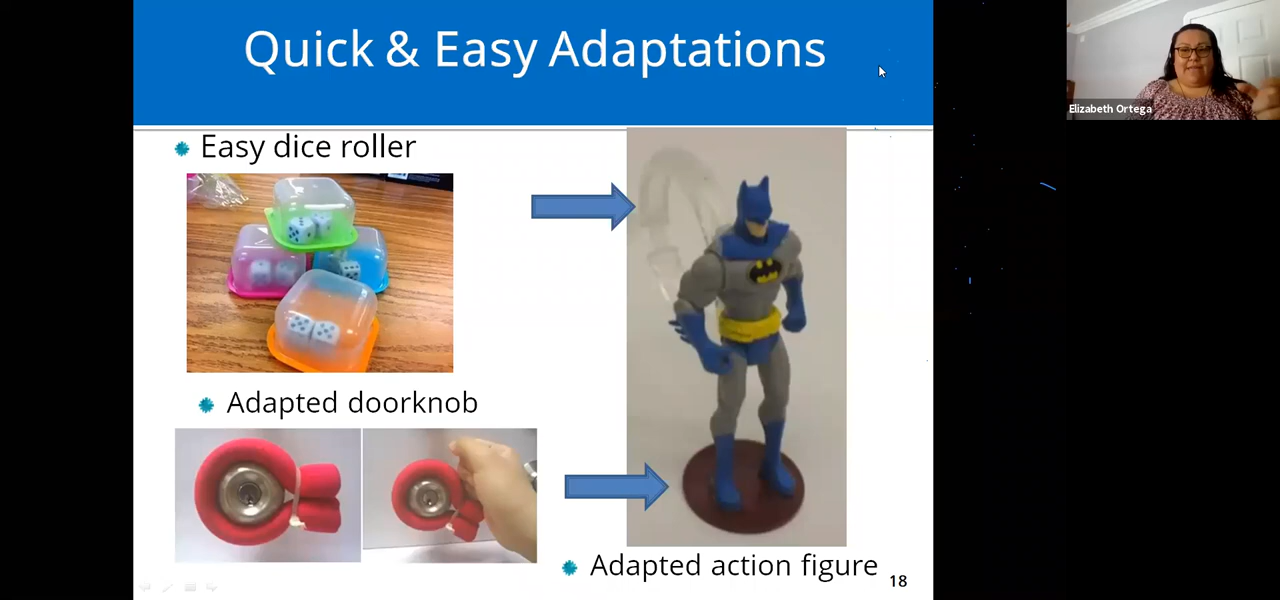 Quick & Easy Adaptations
Elizabeth Ortega
Easy dice roller
Adapted doorknob
Adapted action figure
18